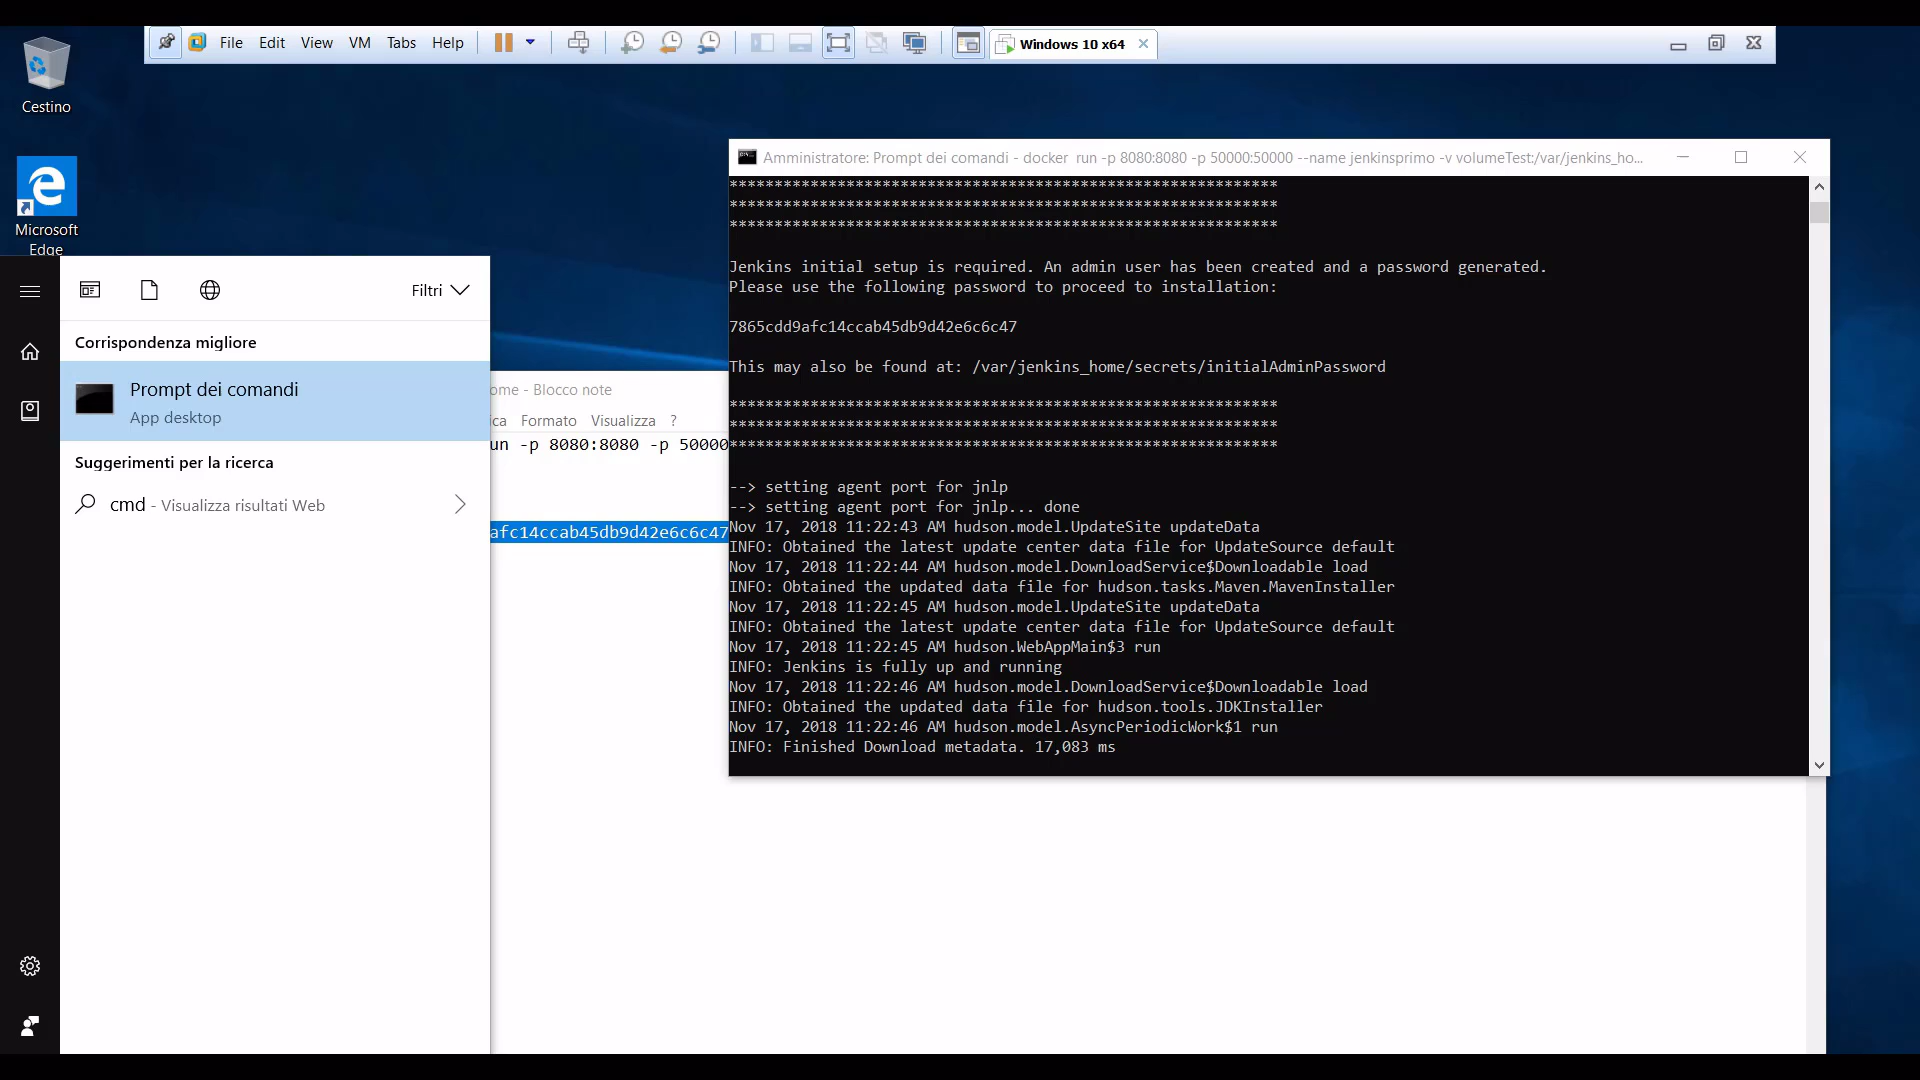 File Edit View VM Tabs Help
Windows 10 x64
Cestino
Microsoft
Edge
Filtri
Corrispondenza migliore
Prompt dei comandi
App desktop
Suggerimenti per la ricerca
cmd - Visualizza risultati Web
ome - Blocco note
ica Formato Visualizza ?
un -p 8080:8080 -p 50000
afc14ccab45db9d42e6c6c47
Amministratore: Prompt dei comandi - docker run -p 8080:8080 -p 50000:50000 --name jenkinsprimo -v volumeTest:/var/jenkins_ho...
*************************************************************
*************************************************************
*************************************************************
Jenkins initial setup is required. An admin user has been created and a password generated.
Please use the following password to proceed to installation:
7865cdd9afc14ccab45db9d42e6c6c47
This may also be found at: /var/jenkins_home/secrets/initialAdminPassword
*************************************************************
*************************************************************
*************************************************************
--> setting agent port for jnlp
--> setting agent port for jnlp... done
Nov 17, 2018 11:22:43 AM hudson.model.UpdateSite updateData
INFO: Obtained the latest update center data file for UpdateSource default
Nov 17, 2018 11:22:44 AM hudson.model.DownloadService$Downloadable load
INFO: Obtained the updated data file for hudson.tasks.Maven.MavenInstaller
Nov 17, 2018 11:22:45 AM hudson.model.UpdateSite updateData
INFO: Obtained the latest update center data file for UpdateSource default
Nov 17, 2018 11:22:45 AM hudson.WebAppMain$3 run
INFO: Jenkins is fully up and running
Nov 17, 2018 11:22:46 AM hudson.model.DownloadService$Downloadable load
INFO: Obtained the updated data file for hudson.tools.JDKInstaller
Nov 17, 2018 11:22:46 AM hudson.model.AsyncPeriodicWork$1 run
INFO: Finished Download metadata. 17,083 ms